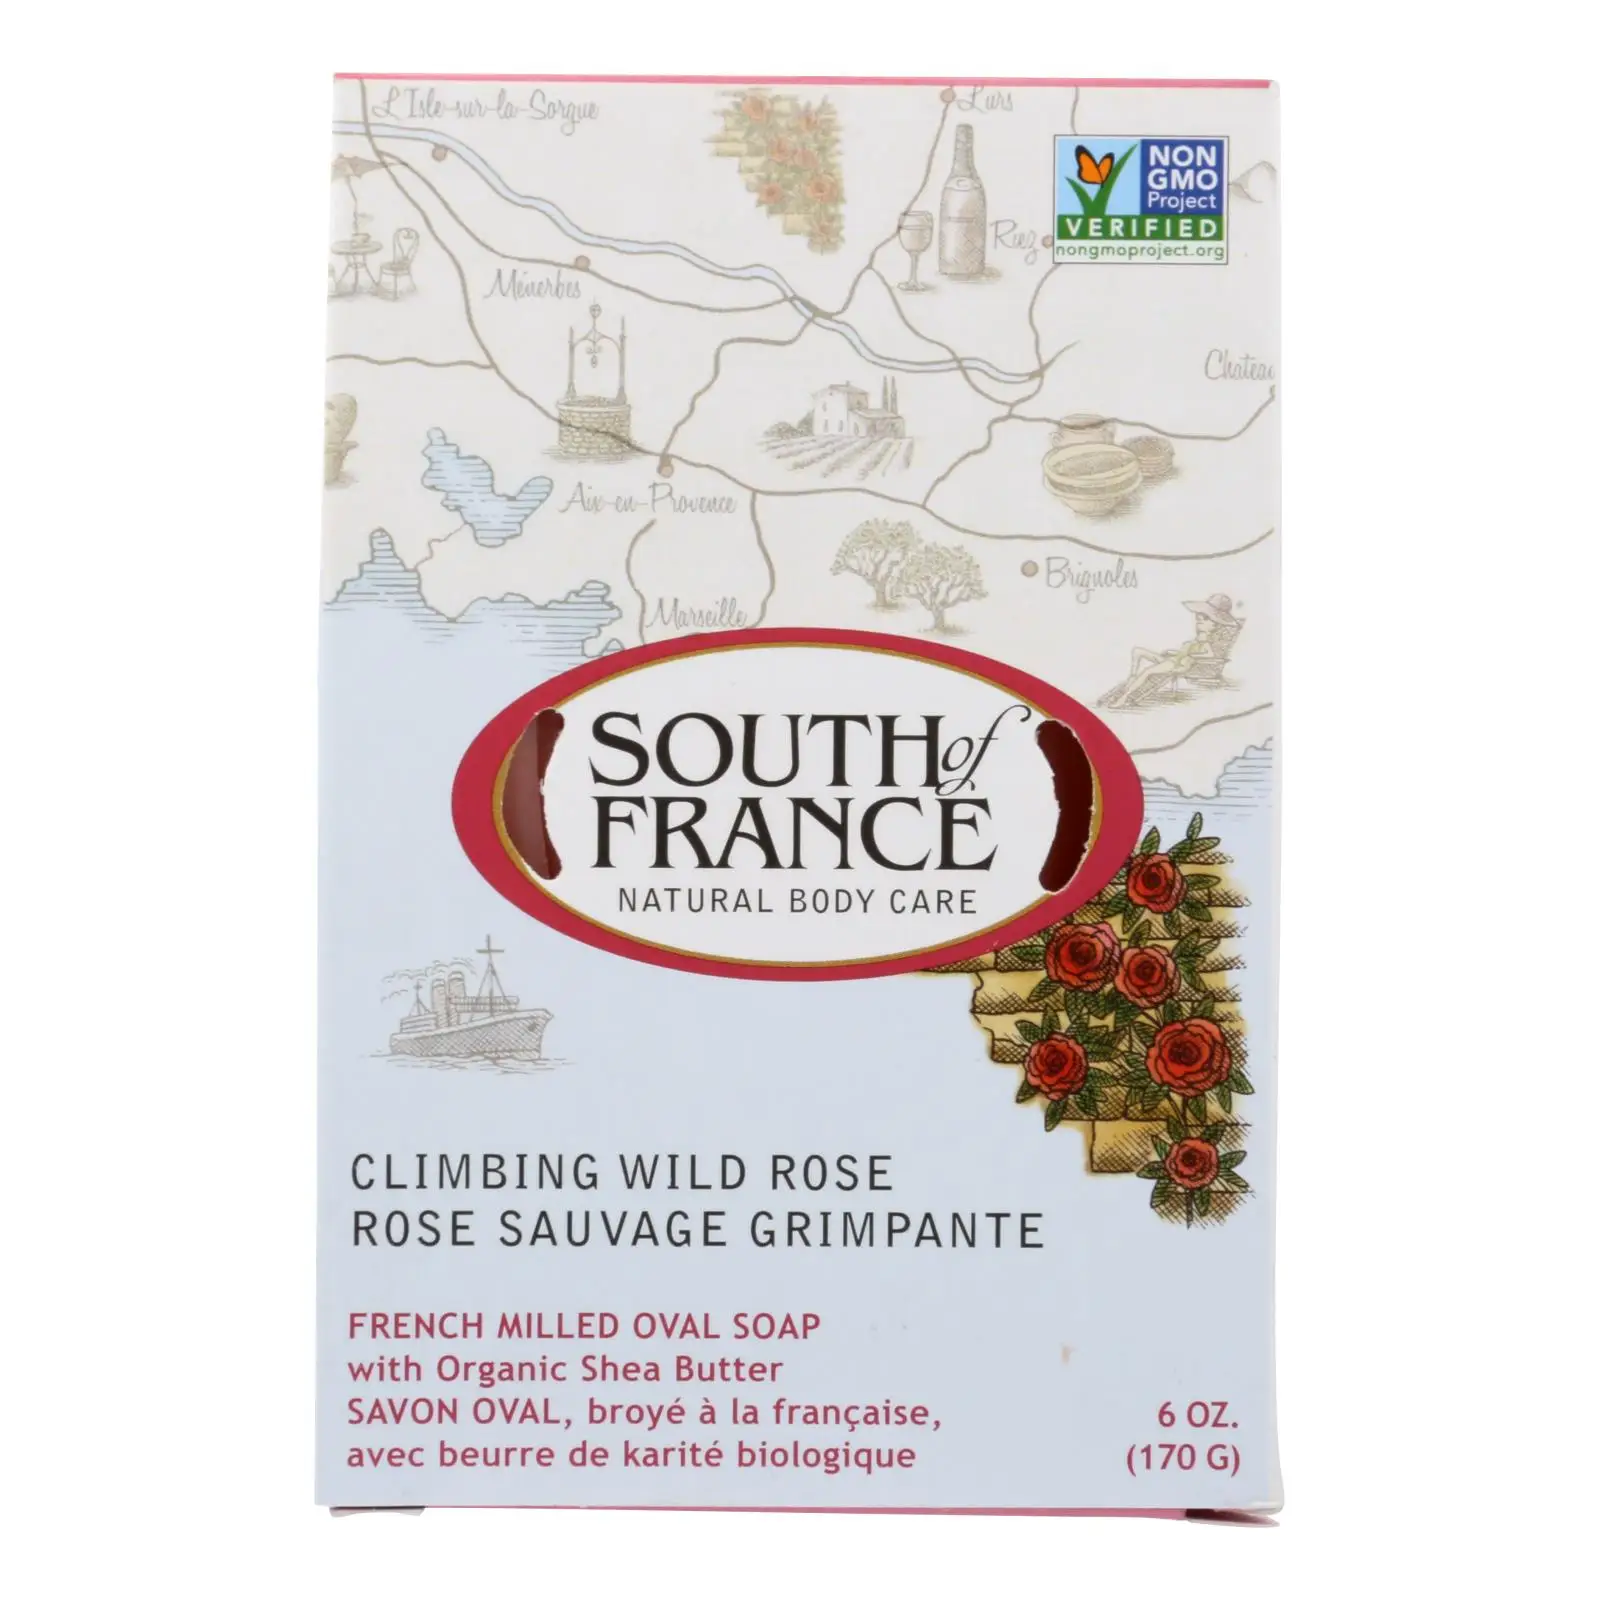 L'Isle-sur-la-Sorgue
Lurs
NON
GMO
Project
VERIFIED
nongmoproject.org
Riez
Ménerbes
Aix-en-Provence
Brignoles
Marseille
SOUTH of
FRANCE
NATURAL BODY CARE
CLIMBING WILD ROSE
ROSE SAUVAGE GRIMPANTE
FRENCH MILLED OVAL SOAP
with Organic Shea Butter
SAVON OVAL, broyé à la française,
avec beurre de karité biologique
6 OZ.
(170 G)